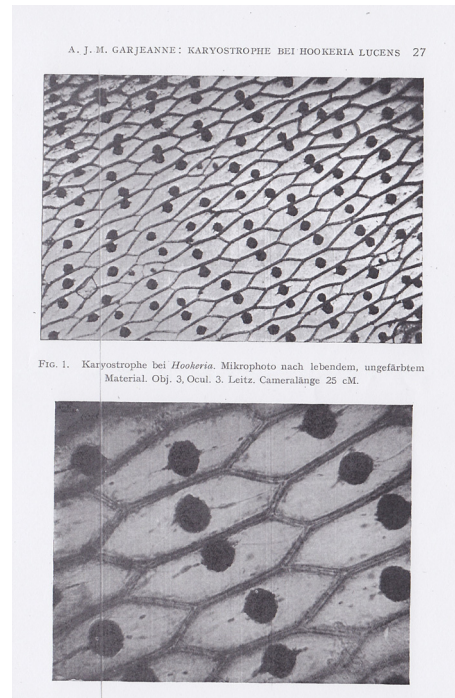 A. J. M. GARJEANNE: KARYOSTROPHE BEI HOOKERIA LUCENS 27
FIG. 1. Karyostrophe bei Hookeria. Mikrophoto nach lebendem, ungefärbtem
Material. Obj. 3, Ocul. 3. Leitz. Cameralänge 25 cM.